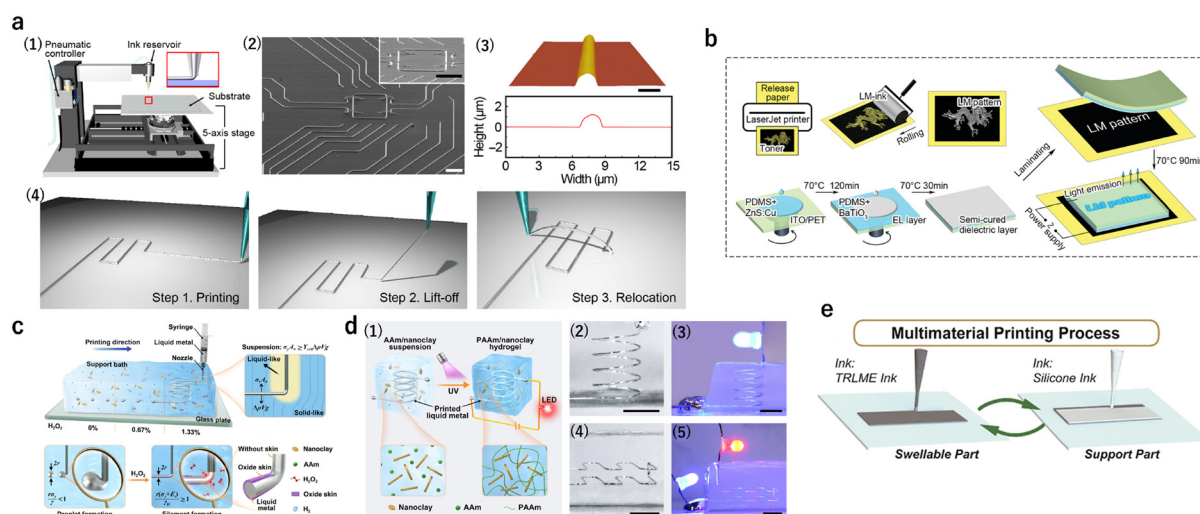 a
(1)
Pneumatic
controller
Ink reservoir
Substrate
5-axis stage
(2)
(3)
Height (μm)
2
0
−2
0 3 6 9 12 15
Width (μm)
(4)
Step 1. Printing
Step 2. Lift-off
Step 3. Relocation
b
Release
paper
LaserJet printer
Toner
LM-ink
Rolling
LM pattern
LM pattern
Laminating
70°C 90min
70°C 120min
70°C 30min
PDMS+
ZnS:Cu
ITO/PET
PDMS+
BaTiO3
EL layer
Semi-cured
dielectric layer
Light emission
LM pattern
Power supply
c
Printing direction
Support bath
Syringe
Liquid metal
Nozzle
Glass plate
H2O2
0%
0.67%
1.33%
Liquid-like
Solid-like
2r
H2O2
2r
Droplet formation
Filament formation
Without skin
Oxide skin
Liquid
metal
Nanoclay
AAm
H2O2
Oxide skin
H2
d
(1)
AAm/nanoclay
suspension
PAAm/nanoclay
hydrogel
UV
LED
Printed
liquid metal
Nanoclay
AAm
PAAm
(2)
(3)
(4)
(5)
e
Multimaterial Printing Process
Ink:
TRLME Ink
Ink:
Silicone Ink
Swellable Part
Support Part